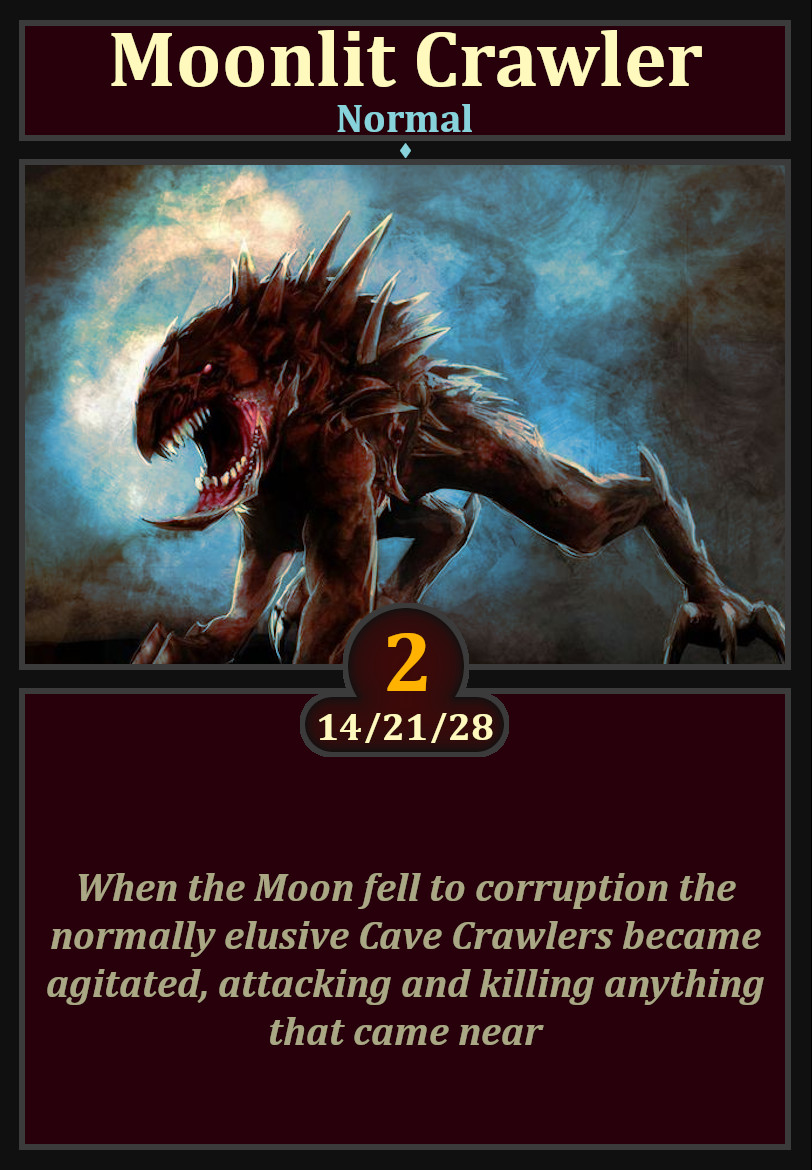 Moonlit Crawler
Normal
2
14/21/28
When the Moon fell to corruption the
normally elusive Cave Crawlers became
agitated, attacking and killing anything
that came near